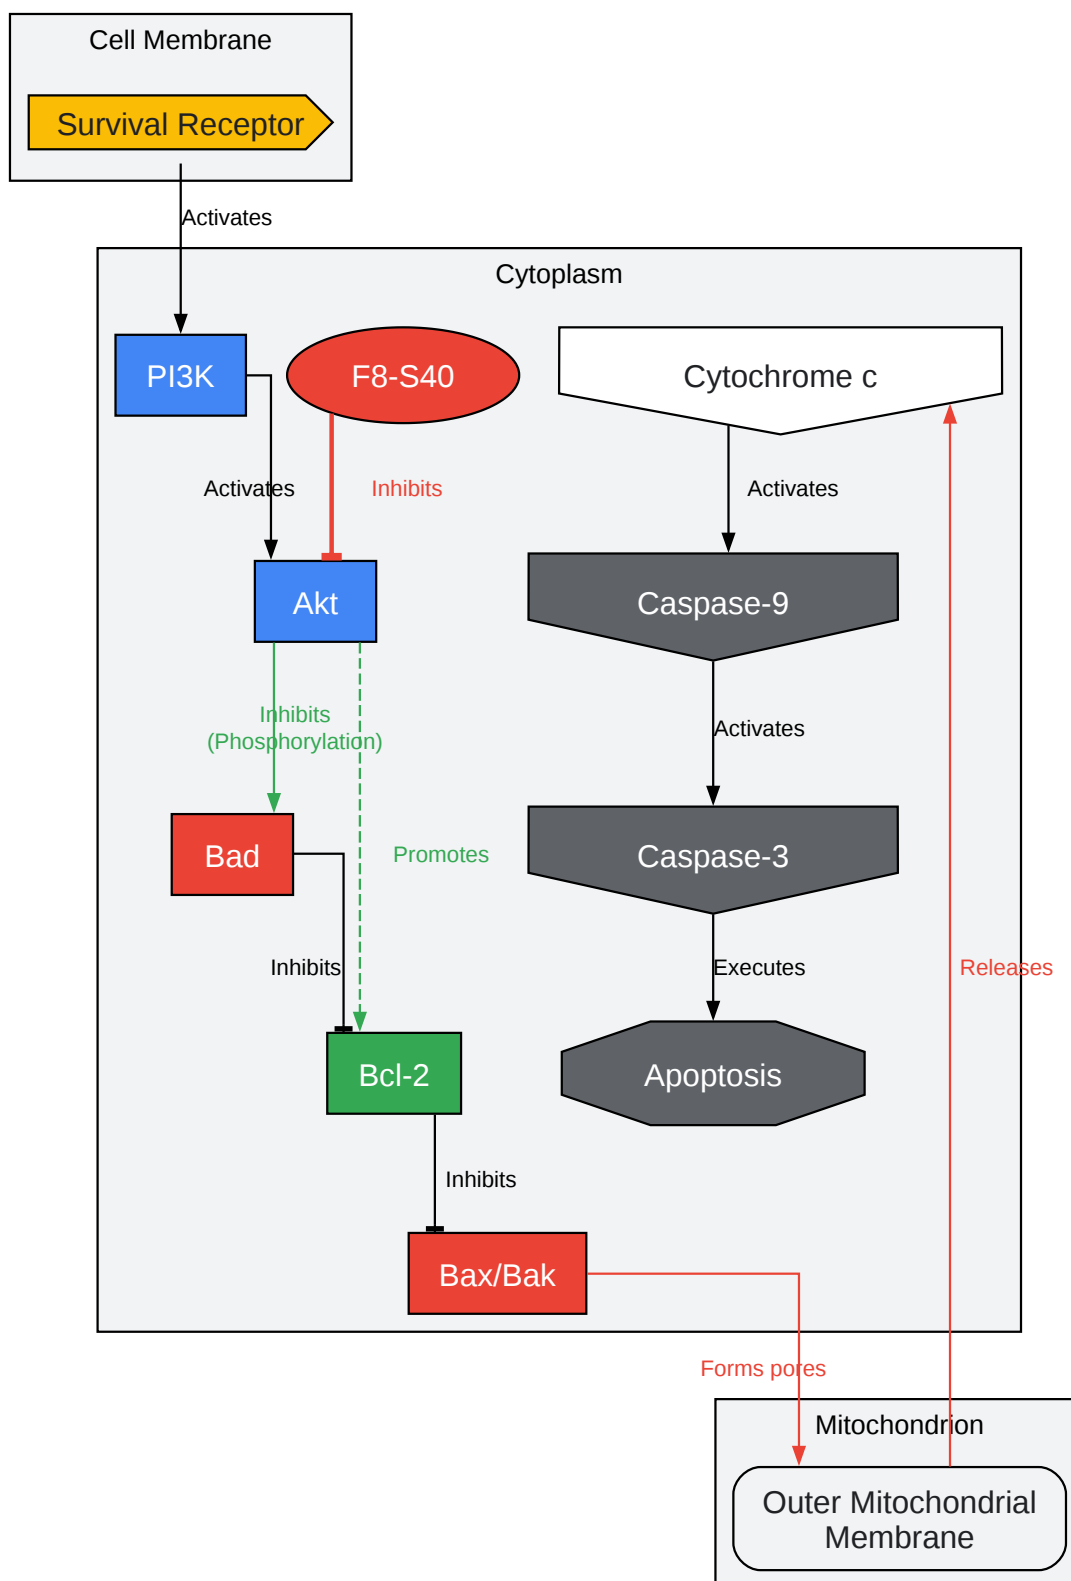 Cell Membrane
Survival Receptor
Activates
Cytoplasm
PI3K
F8-S40
Cytochrome c
Activates
Inhibits
Activates
Akt
Caspase-9
Inhibits
(Phosphorylation)
Activates
Bad
Promotes
Caspase-3
Inhibits
Executes
Releases
Bcl-2
Apoptosis
Inhibits
Bax/Bak
Forms pores
Mitochondrion
Outer Mitochondrial
Membrane